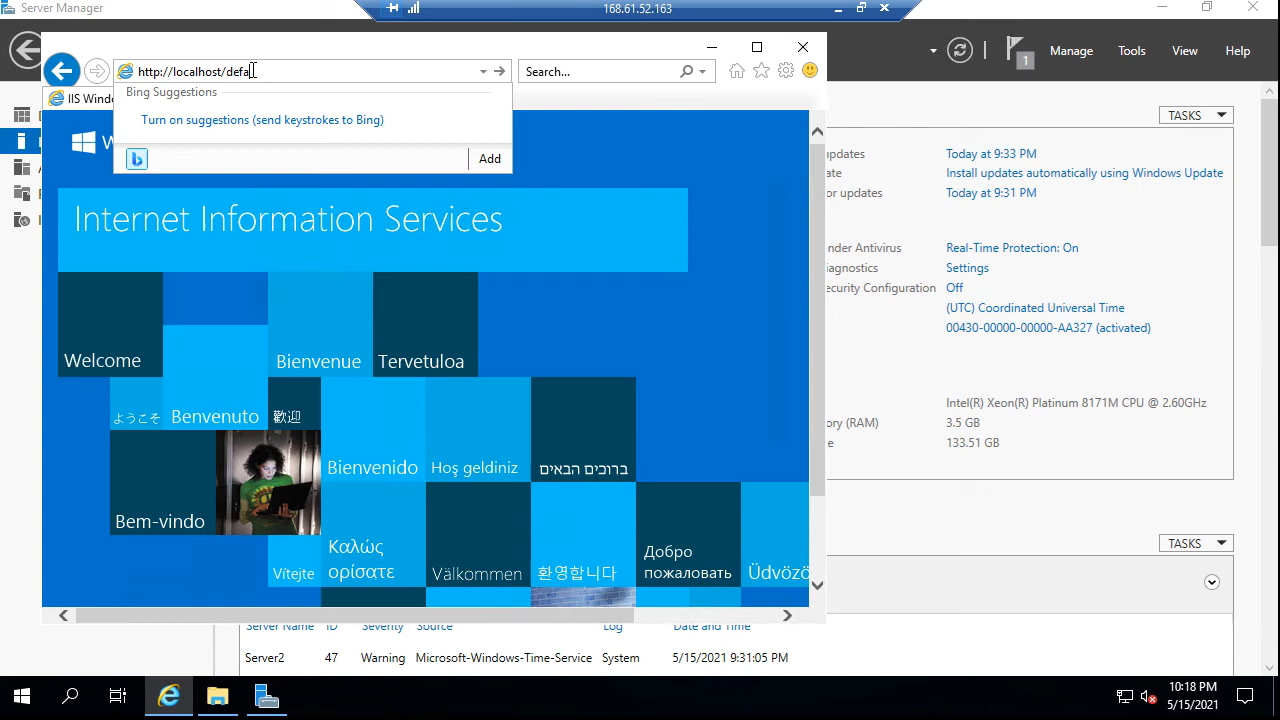 Server Manager
168.61.52.163
Manage
Tools
View
Help
1
http://localhost/defa
Search...
IIS Windo
Bing Suggestions
Turn on suggestions (send keystrokes to Bing)
Add
W
Internet Information Services
Welcome
Bienvenue
Tervetuloa
ようこそ
Benvenuto
歡迎
Bienvenido
Hoş geldiniz
ברוכים הבאים
Bem-vindo
Vítejte
Καλώς
ορίσατε
Välkommen
환영합니다
Добро
пожаловать
Üdvözö
TASKS
updates
Today at 9:33 PM
ate
Install updates automatically using Windows Update
or updates
Today at 9:31 PM
ender Antivirus
Real-Time Protection: On
iagnostics
Settings
ecurity Configuration
Off
(UTC) Coordinated Universal Time
00430-00000-00000-AA327 (activated)
Intel(R) Xeon(R) Platinum 8171M CPU @ 2.60GHz
ory (RAM)
3.5 GB
e
133.51 GB
TASKS
Server Name
ID
Severity
Source
Log
Date and Time
Server2
47
Warning
Microsoft-Windows-Time-Service
System
5/15/2021 9:31:05 PM
10:18 PM
5/15/2021